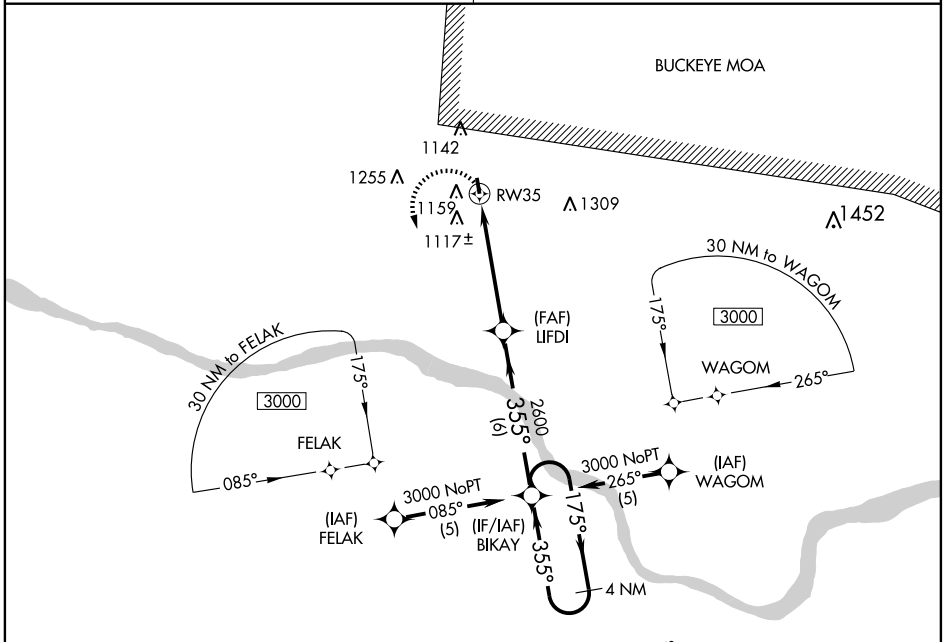 BUCKEYE MOA
1142
1255
RW35
1309
1159
1452
1117±
30 NM to WAGOM
175°
3000
(FAF)
LIFDI
30 NM to FELAK
175°
WAGOM
265°
3000
2600
355°
(6)
FELAK
085°
3000 NoPT
265°
(5)
(IAF)
WAGOM
3000 NoPT
085°
(5)
(IAF)
FELAK
(IF/IAF)
BIKAY
175°
355°
4 NM